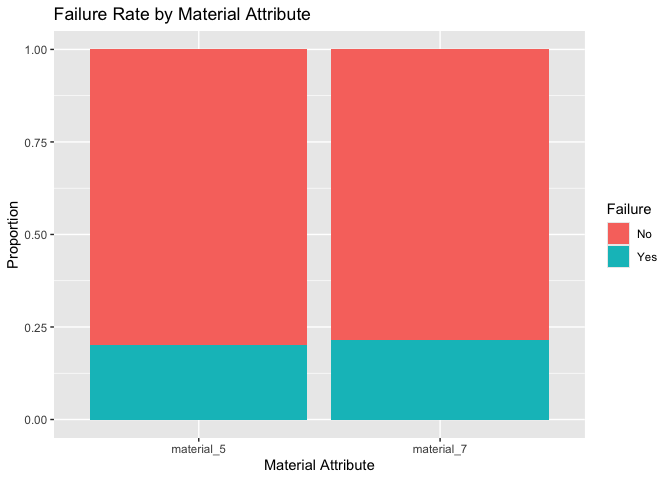 Failure Rate by Material Attribute
1.00
0.75
0.50
0.25
0.00
Proportion
material_5
material_7
Material Attribute
Failure
No
Yes